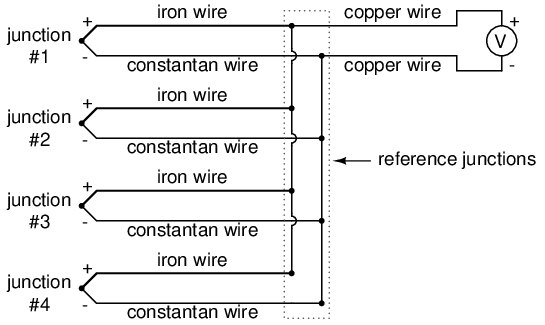 iron wire
copper wire
+
+
junction
#1
V
-
-
constantan wire
copper wire
iron wire
+
junction
#2
-
constantan wire
reference junctions
iron wire
+
junction
#3
-
constantan wire
iron wire
+
junction
#4
-
constantan wire